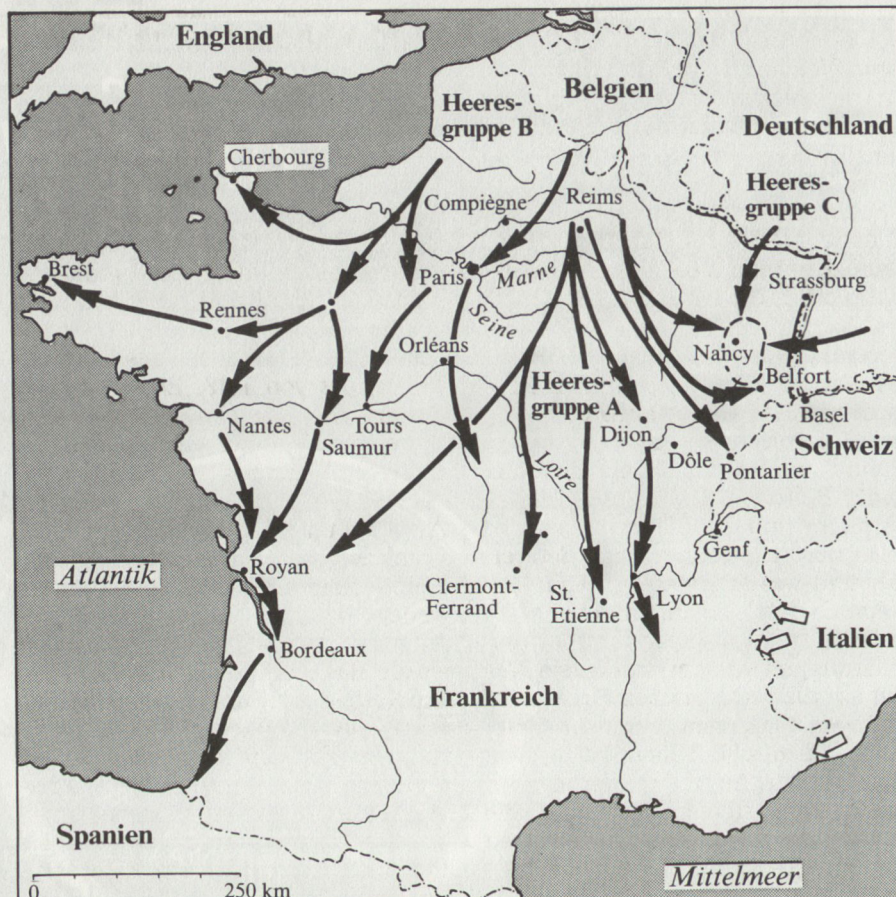 England
Heeres-
gruppe B
Belgien
Deutschland
Cherbourg
Compiègne
Reims
Heeres-
gruppe C
Brest
Rennes
Paris
Marne
Seine
Strassburg
Orléans
Nancy
Belfort
Heeres-
gruppe A
Basel
Nantes
Tours
Saumur
Dijon
Dôle
Schweiz
Pontarlier
Loire
Genf
Atlantik
Royan
Clermont-
Ferrand
St.
Etienne
Lyon
Italien
Bordeaux
Frankreich
Spanien
Mittelmeer
0 250 km